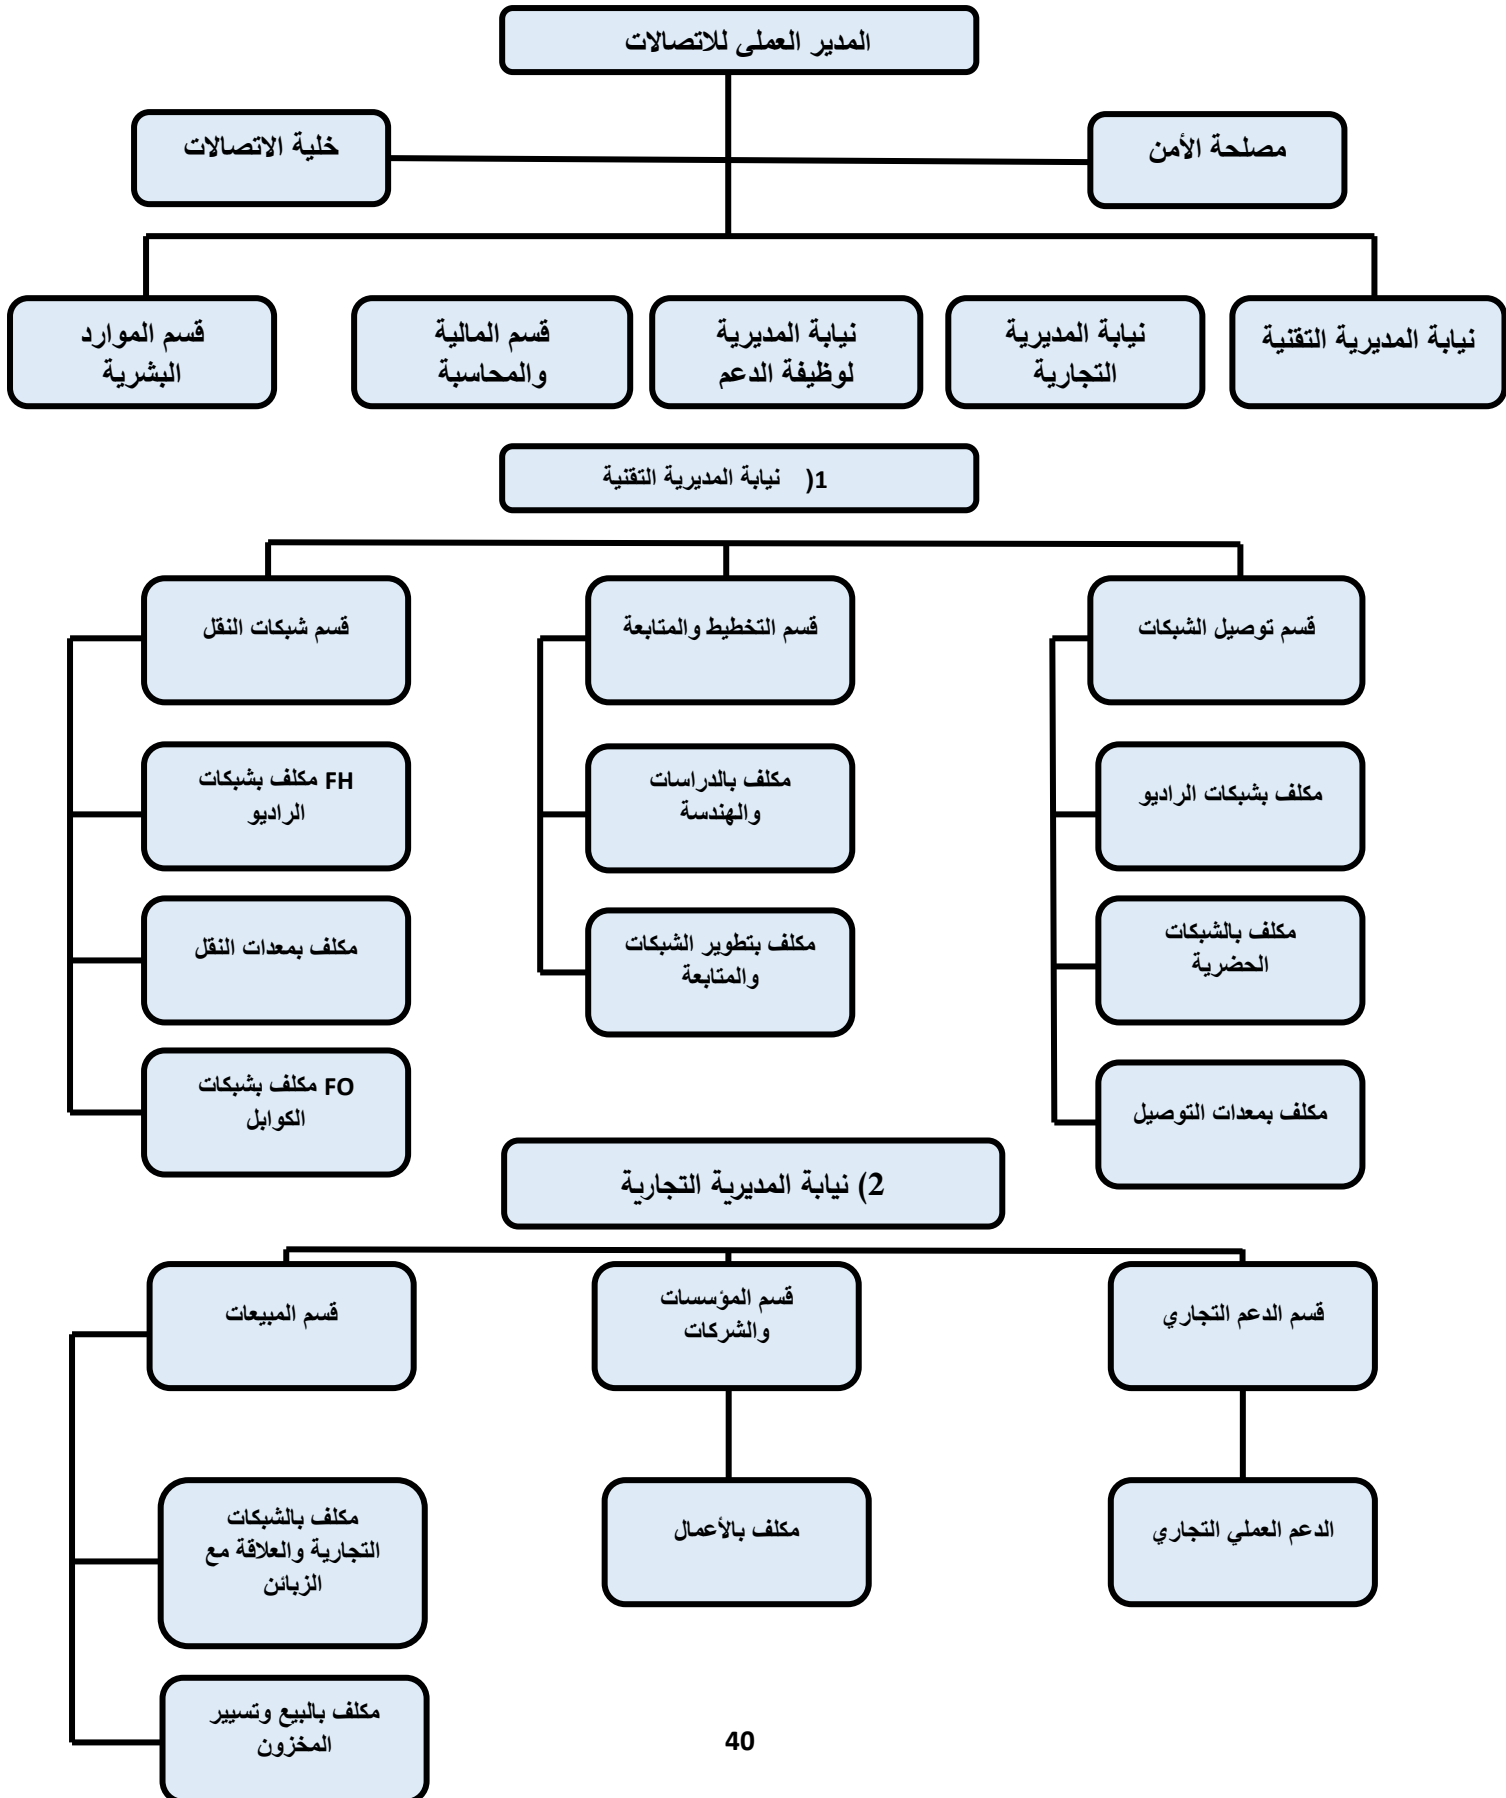 المدير العملى للاتصالات
مصلحة الأمن
خلية الاتصالات
نيابة المديرية التقنية
نيابة المديرية
التجارية
نيابة المديرية
لوظيفة الدعم
قسم المالية
والمحاسبة
قسم الموارد
البشرية
1) نيابة المديرية التقنية
قسم توصيل الشبكات
قسم التخطيط والمتابعة
قسم شبكات النقل
مكلف بشبكات الراديو
مكلف بالدراسات
والهندسة
FH مكلف بشبكات
الراديو
مكلف بالشبكات
الحضرية
مكلف بتطوير الشبكات
والمتابعة
مكلف بمعدات النقل
مكلف بمعدات التوصيل
FO مكلف بشبكات
الكوابل
2) نيابة المديرية التجارية
قسم الدعم التجاري
قسم المؤسسات
والشركات
قسم المبيعات
الدعم العملي التجاري
مكلف بالأعمال
مكلف بالشبكات
التجارية والعلاقة مع
الزبائن
مكلف بالبيع وتسيير
المخزون
40